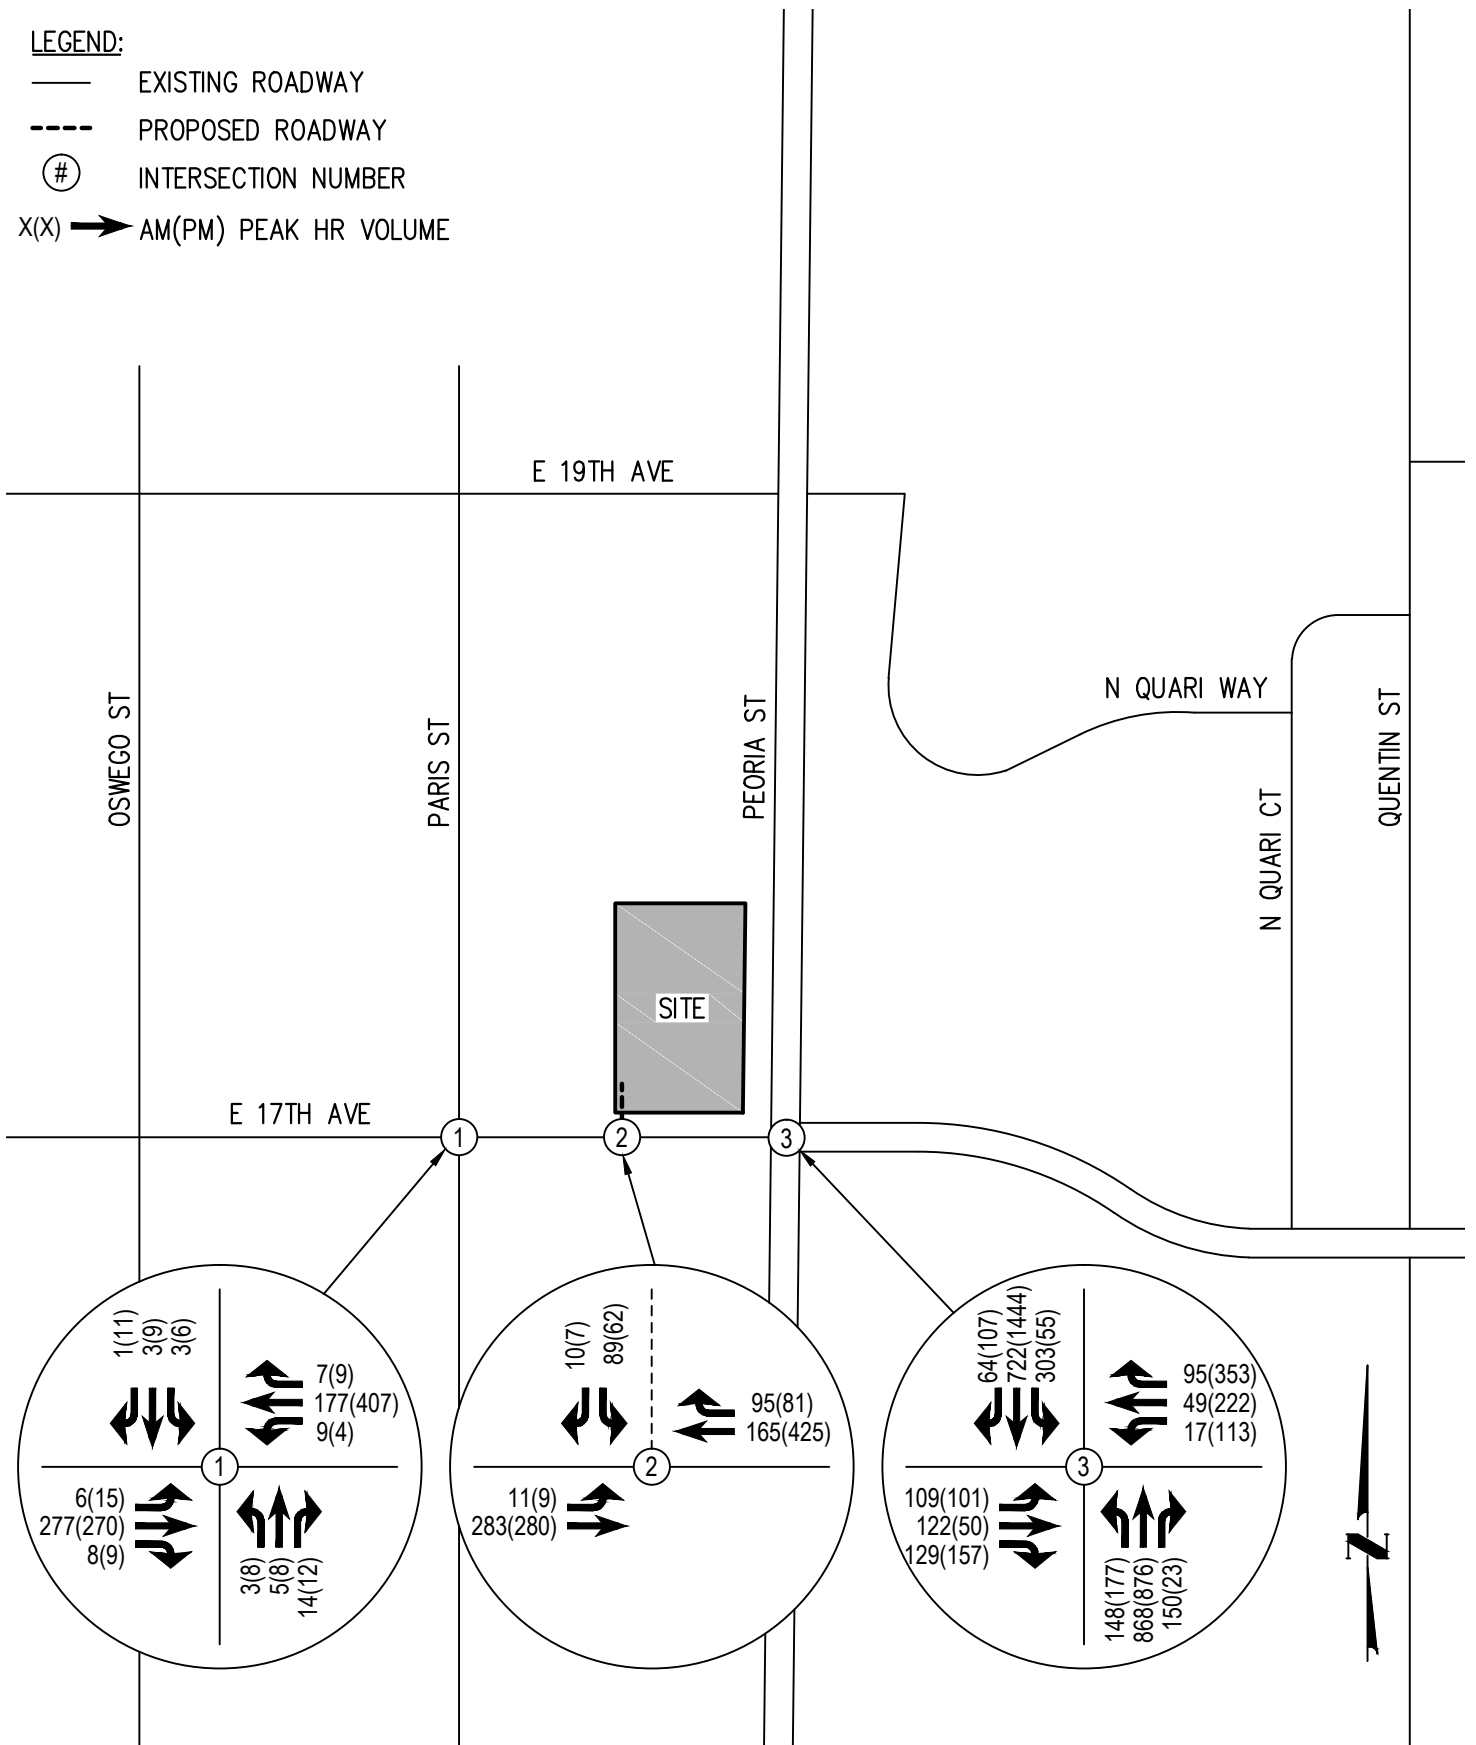 LEGEND:
EXISTING ROADWAY
PROPOSED ROADWAY
# INTERSECTION NUMBER
X(X) AM(PM) PEAK HR VOLUME
E 19TH AVE
OSWEGO ST
PARIS ST
PEORIA ST
N QUARI WAY
N QUARI CT
QUENTIN ST
SITE
E 17TH AVE
1
2
3
1(11)
3(9)
3(6)
7(9)
177(407)
9(4)
1
6(15)
277(270)
8(9)
3(8)
5(8)
14(12)
10(7)
89(62)
95(81)
165(425)
2
11(9)
283(280)
64(107)
722(1444)
303(55)
95(353)
49(222)
17(113)
3
109(101)
122(50)
129(157)
148(177)
868(876)
150(23)
N